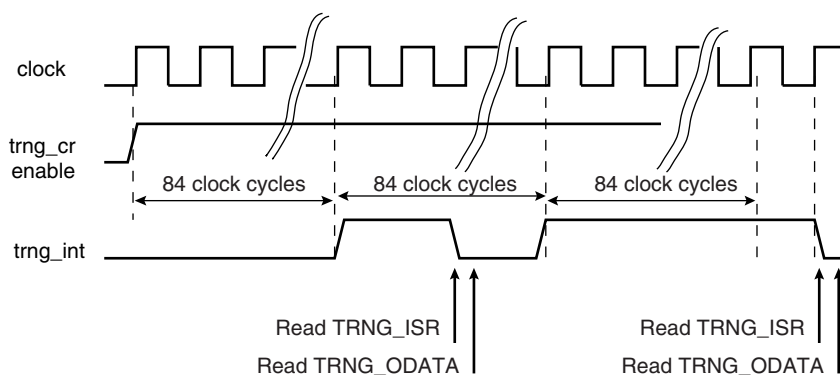 clock
trng_cr
enable
84 clock cycles
84 clock cycles
84 clock cycles
trng_int
Read TRNG_ISR
Read TRNG_ISR
Read TRNG_ODATA
Read TRNG_ODATA